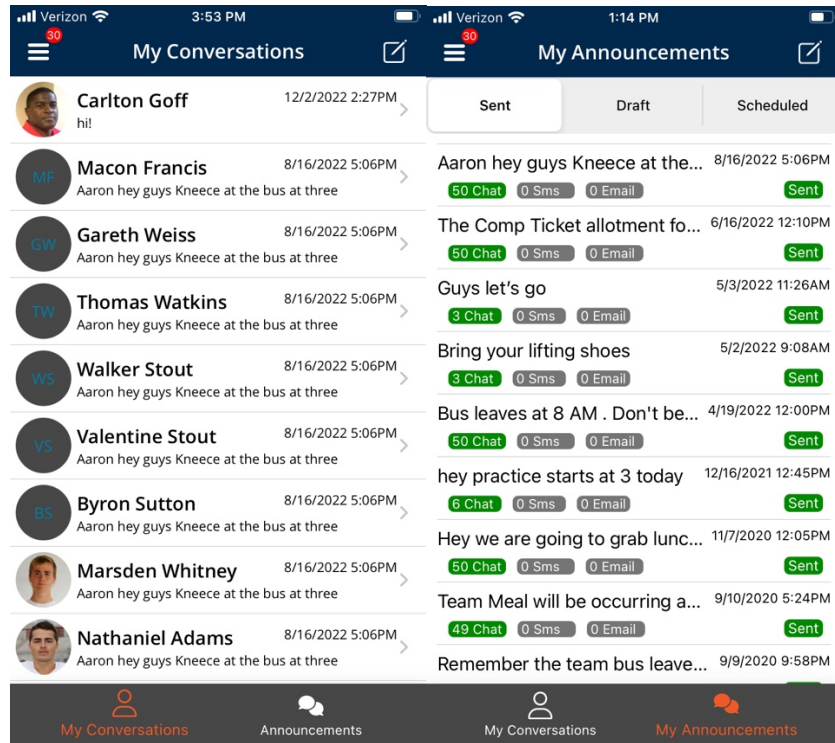 Verizon 3:53 PM
30
My Conversations
Carlton Goff 12/2/2022 2:27PM
hi!
MF Macon Francis 8/16/2022 5:06PM
Aaron hey guys Kneece at the bus at three
GW Gareth Weiss 8/16/2022 5:06PM
Aaron hey guys Kneece at the bus at three
TW Thomas Watkins 8/16/2022 5:06PM
Aaron hey guys Kneece at the bus at three
WS Walker Stout 8/16/2022 5:06PM
Aaron hey guys Kneece at the bus at three
VS Valentine Stout 8/16/2022 5:06PM
Aaron hey guys Kneece at the bus at three
BS Byron Sutton 8/16/2022 5:06PM
Aaron hey guys Kneece at the bus at three
Marsden Whitney 8/16/2022 5:06PM
Aaron hey guys Kneece at the bus at three
Nathaniel Adams 8/16/2022 5:06PM
Aaron hey guys Kneece at the bus at three
My Conversations Announcements
Verizon 1:14 PM
30
My Announcements
Sent Draft Scheduled
Aaron hey guys Kneece at the... 8/16/2022 5:06PM
50 Chat 0 Sms 0 Email Sent
The Comp Ticket allotment fo... 6/16/2022 12:10PM
50 Chat 0 Sms 0 Email Sent
Guys let's go 5/3/2022 11:26AM
3 Chat 0 Sms 0 Email Sent
Bring your lifting shoes 5/2/2022 9:08AM
3 Chat 0 Sms 0 Email Sent
Bus leaves at 8 AM . Don't be... 4/19/2022 12:00PM
50 Chat 0 Sms 0 Email Sent
hey practice starts at 3 today 12/16/2021 12:45PM
6 Chat 0 Sms 0 Email Sent
Hey we are going to grab lunc... 11/7/2020 12:05PM
50 Chat 0 Sms 0 Email Sent
Team Meal will be occurring a... 9/10/2020 5:24PM
49 Chat 0 Sms 0 Email Sent
Remember the team bus leave... 9/9/2020 9:58PM
My Conversations My Announcements